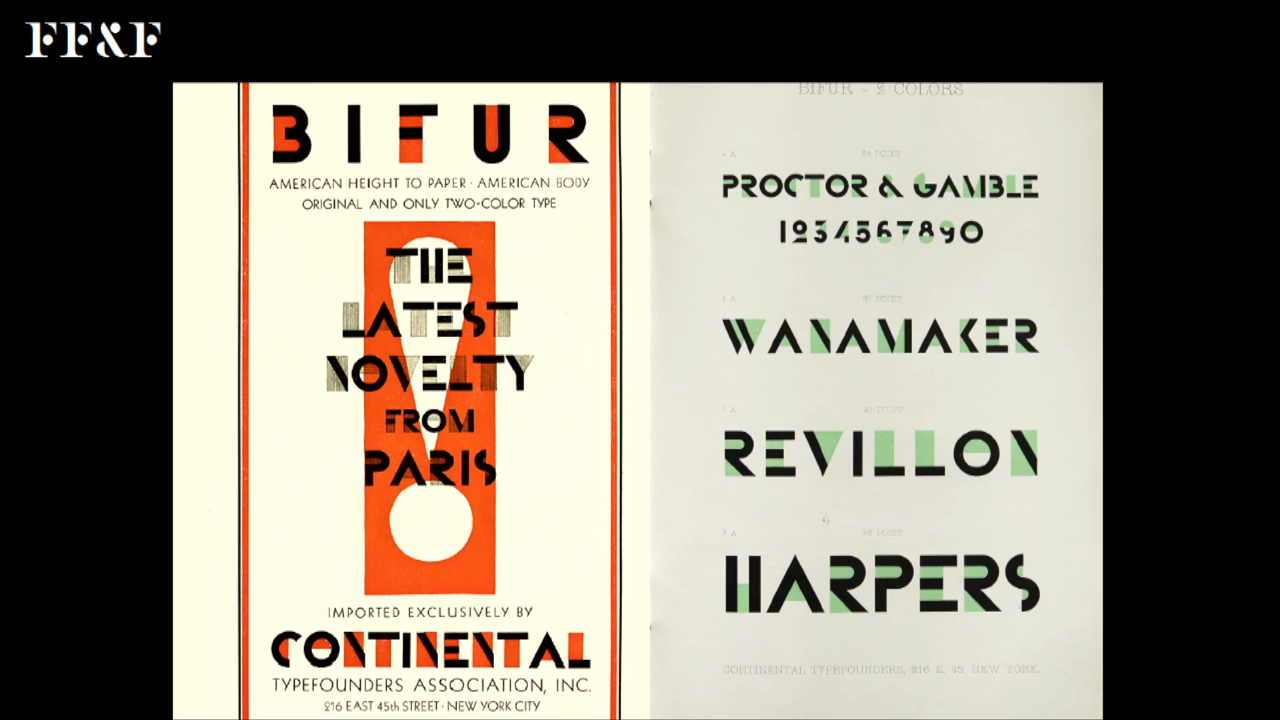 FF&F
BIFUR
AMERICAN HEIGHT TO PAPER · AMERICAN BODY
ORIGINAL AND ONLY TWO-COLOR TYPE
THE
LATEST
NOVELTY
FROM
PARIS
IMPORTED EXCLUSIVELY BY
CONTINENTAL
TYPEFOUNDERS ASSOCIATION, INC.
216 EAST 45th STREET · NEW YORK CITY
BIFUR - 2 COLORS
PROCTOR & GAMBLE
1234567890
WANAMAKER
REVILLON
HARPERS
CONTINENTAL TYPEFOUNDERS, 216 E. 45, NEW YORK.